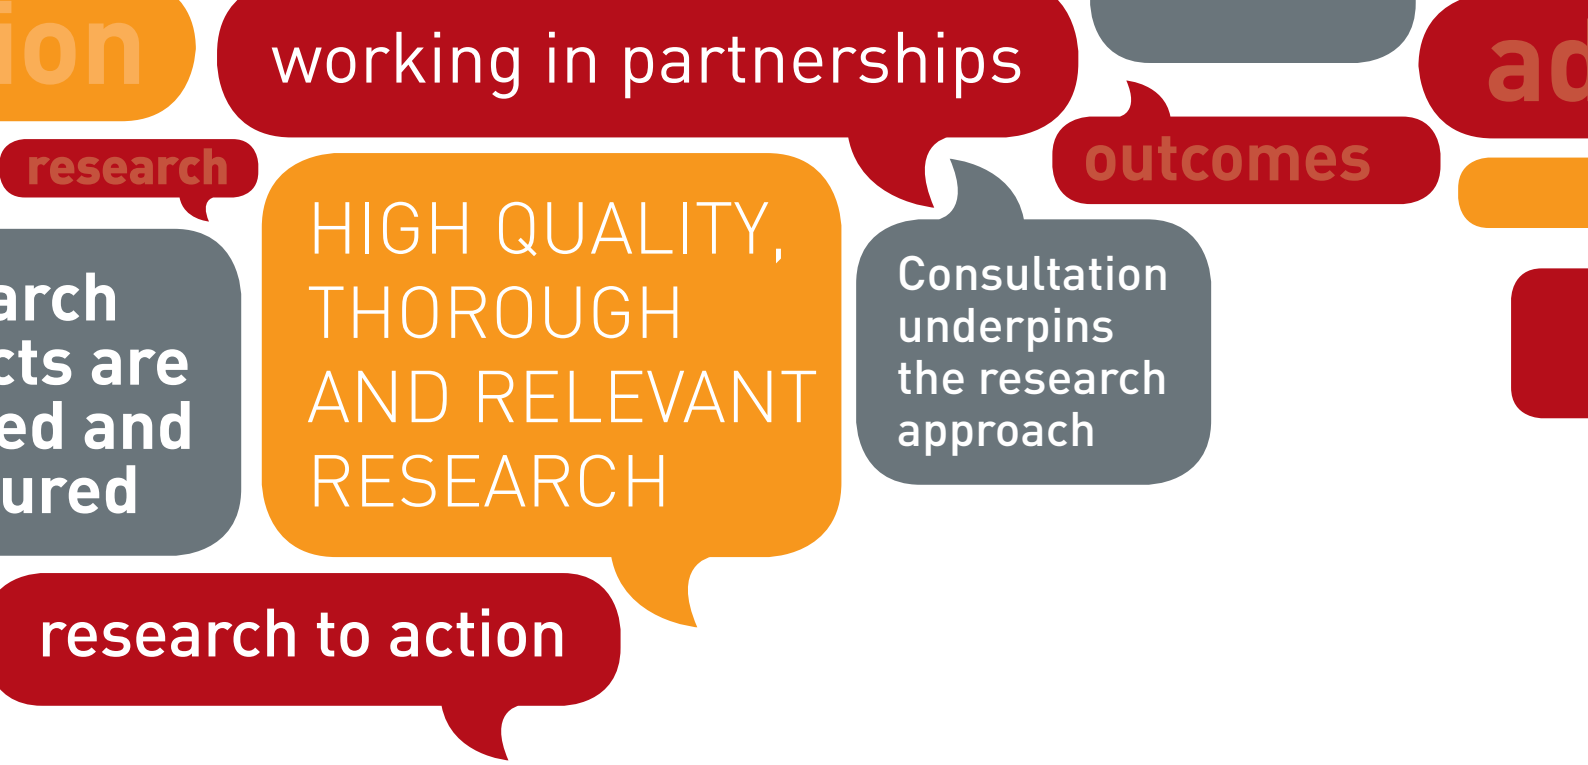 ion
working in partnerships
ad
research
outcomes
HIGH QUALITY,
THOROUGH
AND RELEVANT
RESEARCH
Consultation
underpins
the research
approach
arch
cts are
ed and
ured
research to action